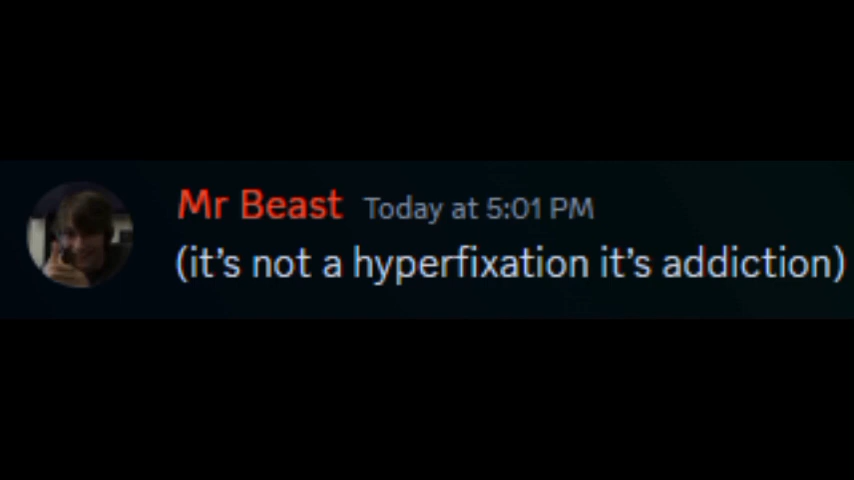 Mr Beast Today at 5:01 PM
(it's not a hyperfixation it's addiction)